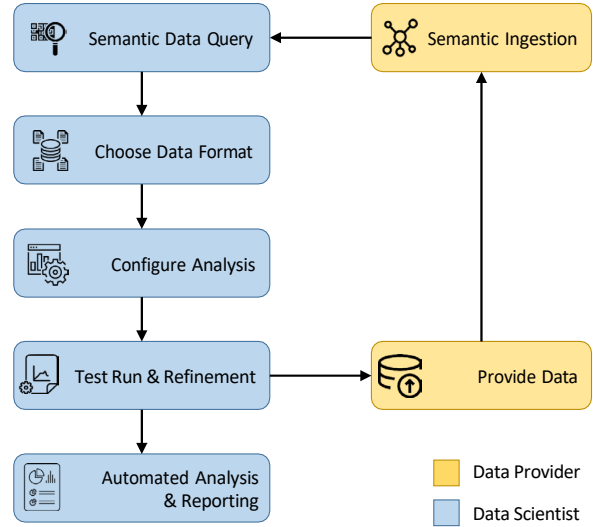 Semantic Data Query
Semantic Ingestion
Choose Data Format
Configure Analysis
Test Run & Refinement
Provide Data
Automated Analysis
& Reporting
Data Provider
Data Scientist